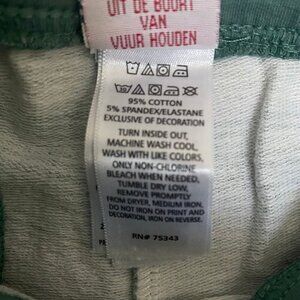 UIT DE BUURT
VAN
VUUR HOUDEN
95% COTTON
5% SPANDEX/ELASTANE
EXCLUSIVE OF DECORATION
TURN INSIDE OUT,
MACHINE WASH COOL,
WASH WITH LIKE COLORS,
ONLY NON-CHLORINE
BLEACH WHEN NEEDED,
TUMBLE DRY LOW,
REMOVE PROMPTLY
FROM DRYER, MEDIUM IRON.
DO NOT IRON ON PRINT AND
DECORATION, IRON ON REVERSE.
RN# 75343